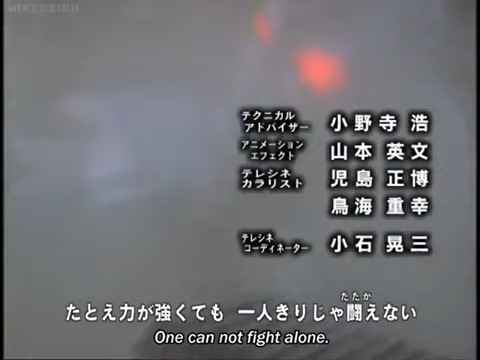 テクニカル
アドバイザー 小野寺 浩
アニメーション
エフェクト 山本 英文
テレシネ
カラリスト 児島 正博
鳥海 重幸
テレシネ
コーディネーター 小石 晃三
たたか
たとえ力が強くても 一人きりじゃ闘えない
One can not fight alone.